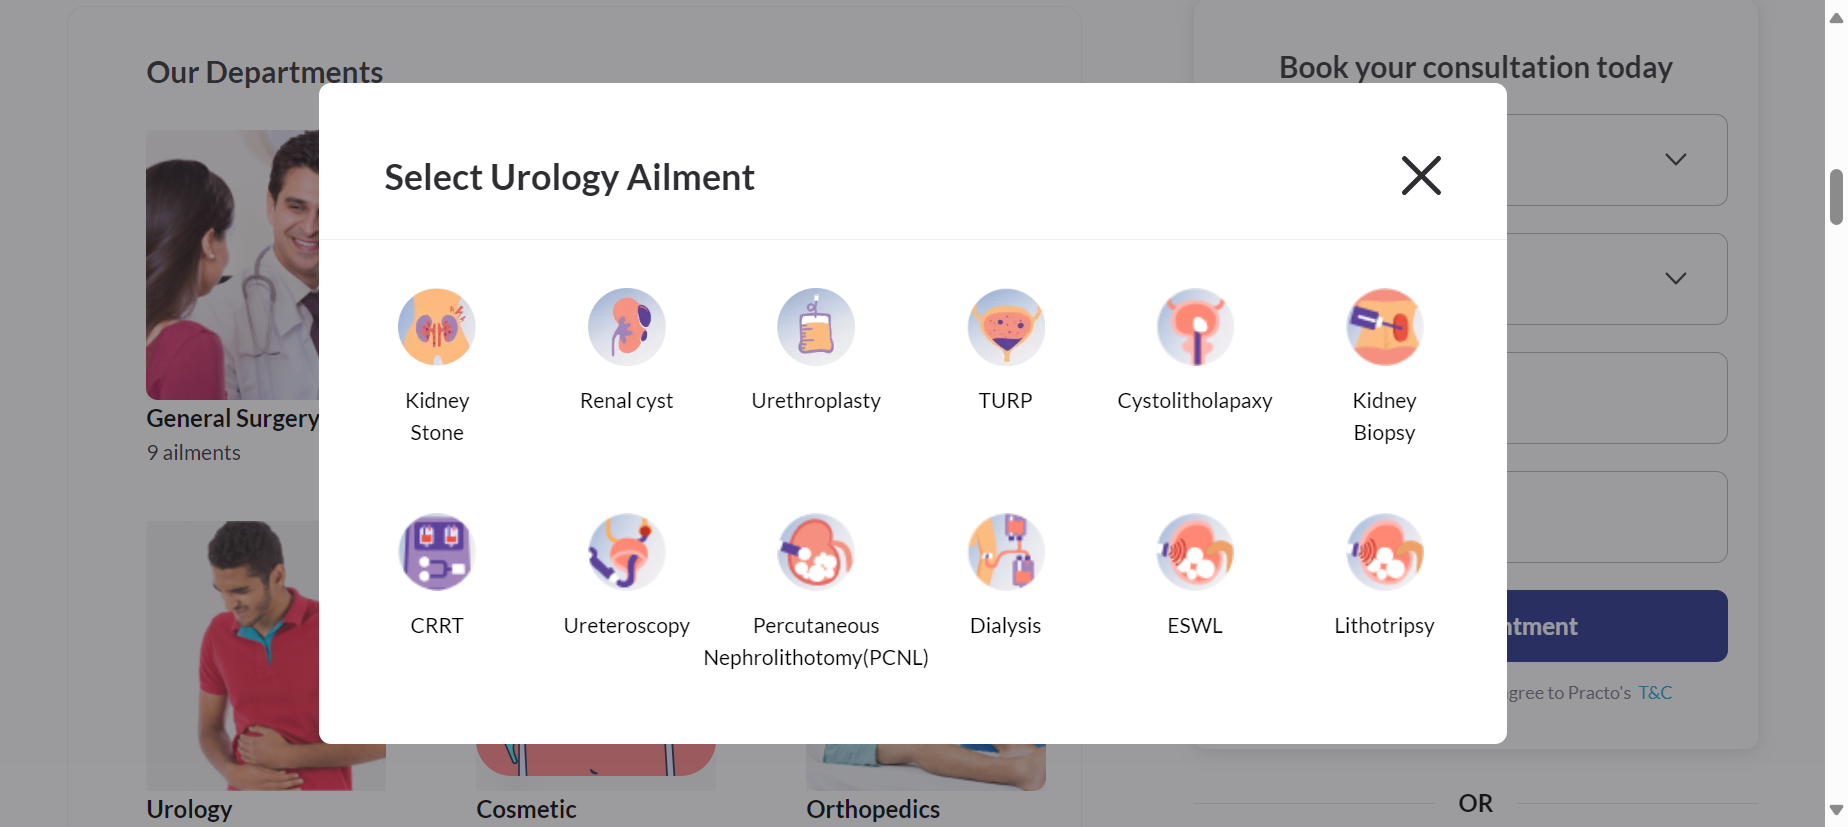 Our Departments
Book your consultation today
Select Urology Ailment
Kidney
Stone
Renal cyst
Urethroplasty
TURP
Cystolitholapaxy
Kidney
Biopsy
General Surgery
9 ailments
CRRT
Ureteroscopy
Percutaneous
Nephrolithotomy(PCNL)
Dialysis
ESWL
Lithotripsy
gree to Practo's T&C
Urology
Cosmetic
Orthopedics
OR